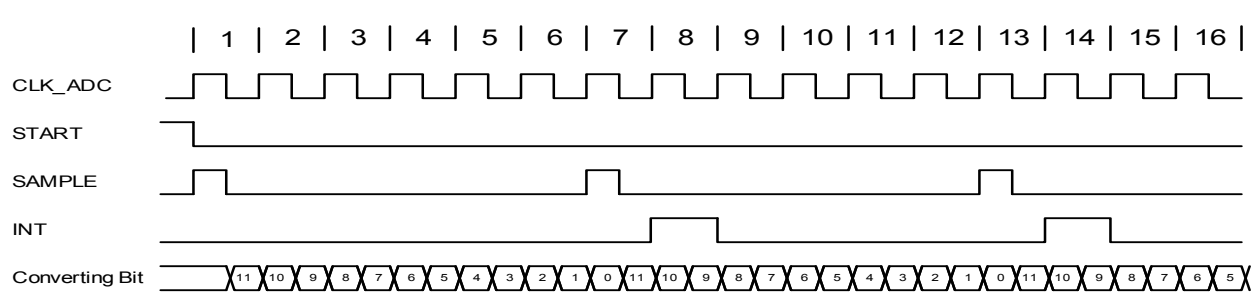 | 1 | 2 | 3 | 4 | 5 | 6 | 7 | 8 | 9 | 10 | 11 | 12 | 13 | 14 | 15 | 16 |
CLK_ADC
START
SAMPLE
INT
Converting Bit 11 10 9 8 7 6 5 4 3 2 1 0 11 10 9 8 7 6 5 4 3 2 1 0 11 10 9 8 7 6 5